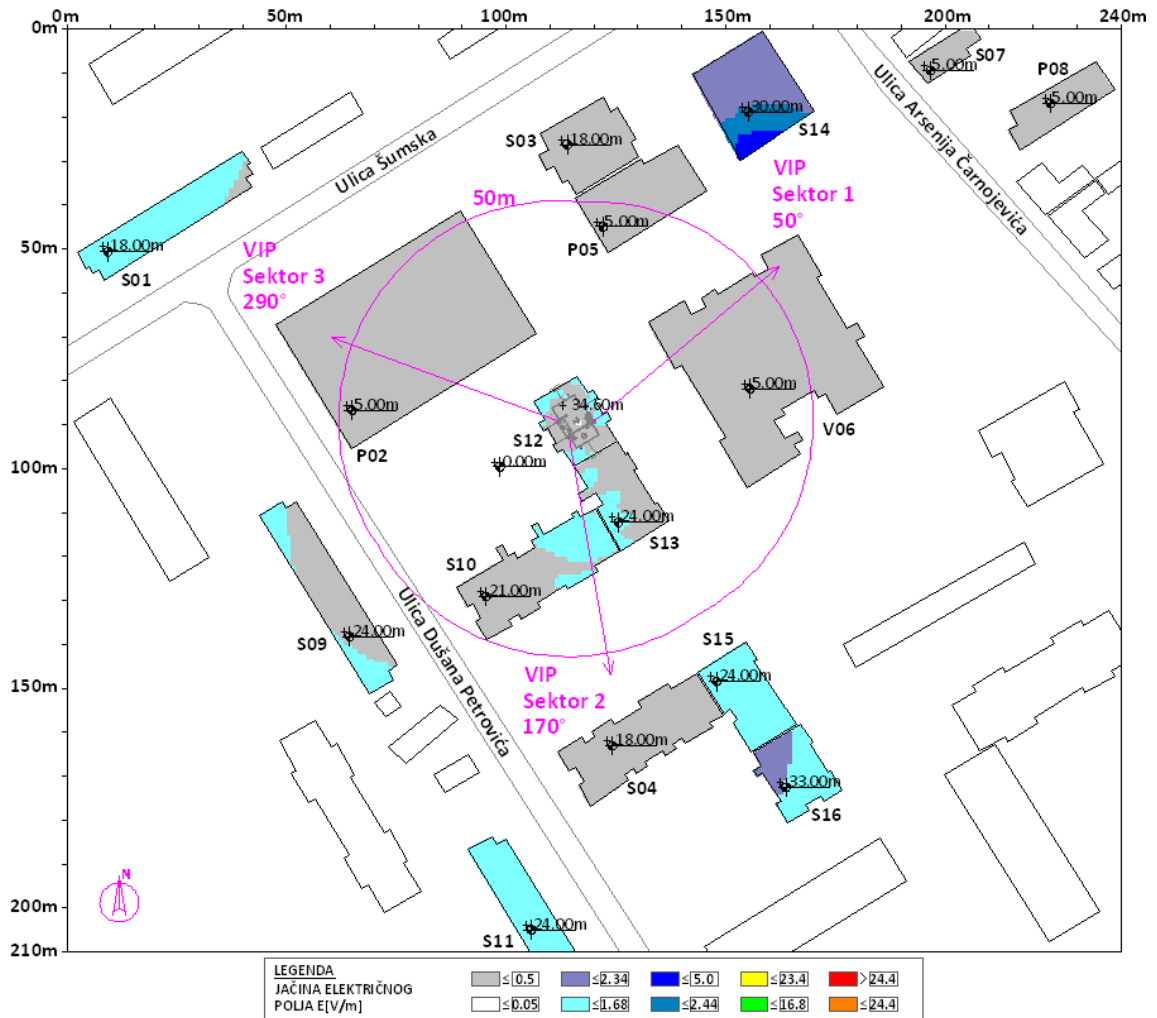 0m
50m
100m
150m
200m
240m
0m
50m
100m
150m
200m
210m
Ulica Šumska
Ulica Arsenija Čarnojevića
Ulica Dušana Petrovića
50m
VIP
Sektor 1
50°
VIP
Sektor 2
170°
VIP
Sektor 3
290°
+5.00m
S07
+5.00m
P08
+30.00m
S14
S03
+18.00m
+5.00m
P05
+18.00m
S01
+5.00m
P02
+ 34.60m
S12
+0.00m
+5.00m
V06
+24.00m
S13
S10
+21.00m
+24.00m
S09
S15
+24.00m
+18.00m
S04
+33.00m
S16
+24.00m
S11
N
LEGENDA
JAČINA ELEKTRIČNOG
POLJA E[V/m]
≤0.5
≤2.34
≤5.0
≤23.4
>24.4
≤0.05
≤1.68
≤2.44
≤16.8
≤24.4